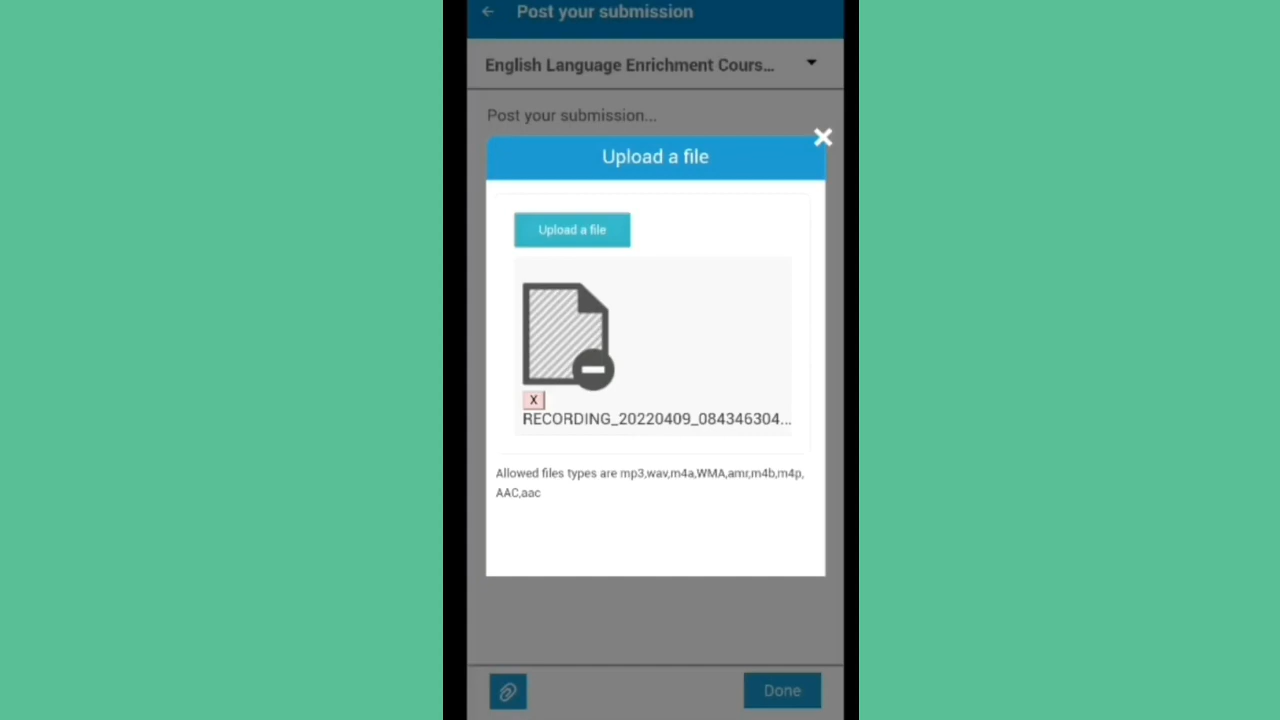 Post your submission
English Language Enrichment Cours...
Post your submission...
Upload a file
Upload a file
X
RECORDING_20220409_084346304...
Allowed files types are mp3,wav,m4a,WMA,amr,m4b,m4p,
AAC,aac
Done